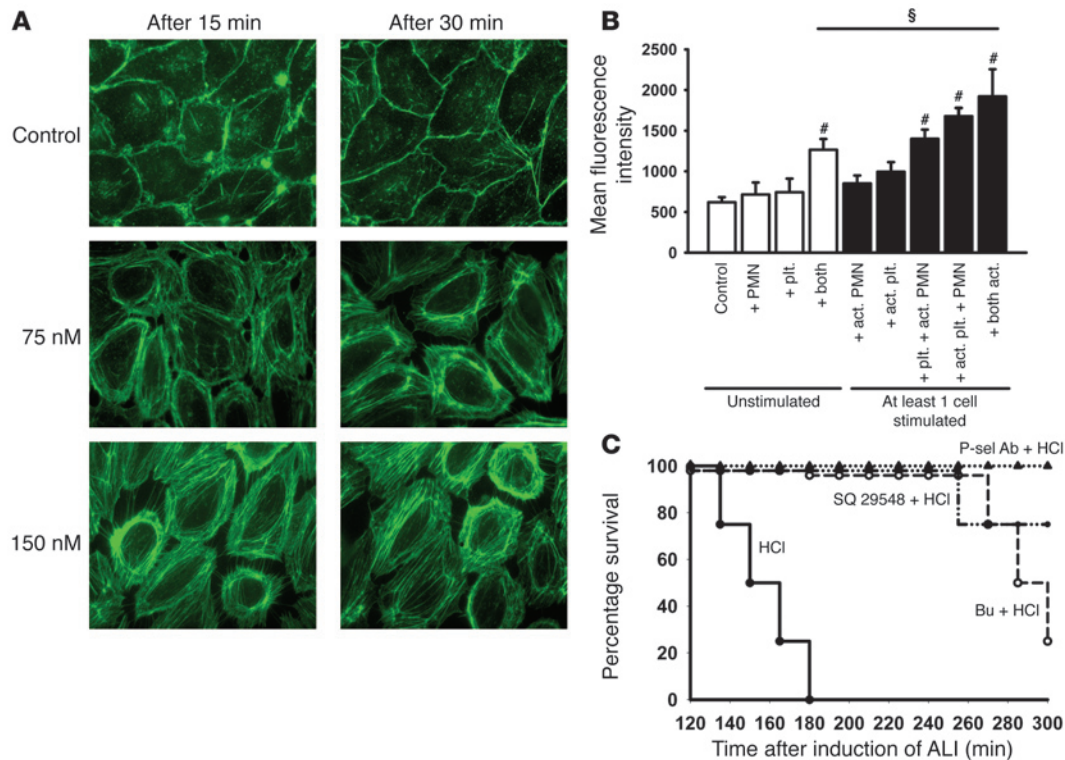 A
After 15 min
After 30 min
Control
75 nM
150 nM
B
§
Mean fluorescence
intensity
2500
2000
1500
1000
500
0
#
#
#
#
Control
+ PMN
+ plt.
+ both
+ act. PMN
+ act. plt.
+ plt. + act. PMN
+ act. plt. + PMN
+ both act.
Unstimulated
At least 1 cell
stimulated
C
Percentage survival
100
80
60
40
20
0
P-sel Ab + HCl
SQ 29548 + HCl
HCl
Bu + HCl
120 140 160 180 200 220 240 260 280 300
Time after induction of ALI (min)